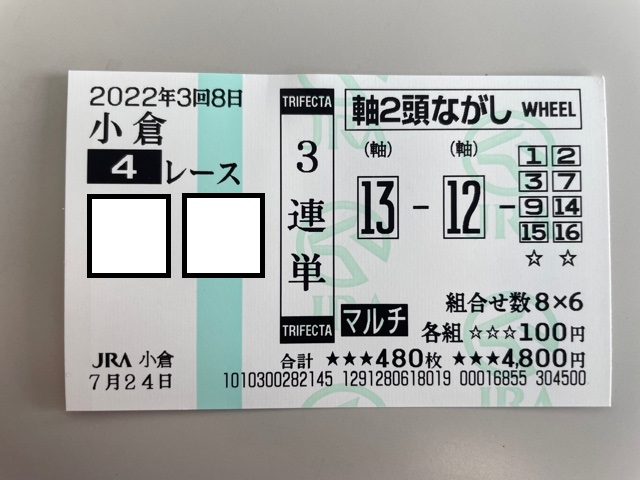 2022年3回8日
小倉
4レース
TRIFECTA
3連単
TRIFECTA
軸2頭ながし WHEEL
(軸) (軸)
13-12-
1 2
3 7
9 14
15 16
☆ ☆
組合せ数8×6
マルチ 各組 ☆☆☆100円
合計 ★★★480枚 ★★★4,800円
JRA 小倉
7月24日
1010300282145 1291280618019 00016855 304500
JRA
JRA
JRA
JRA